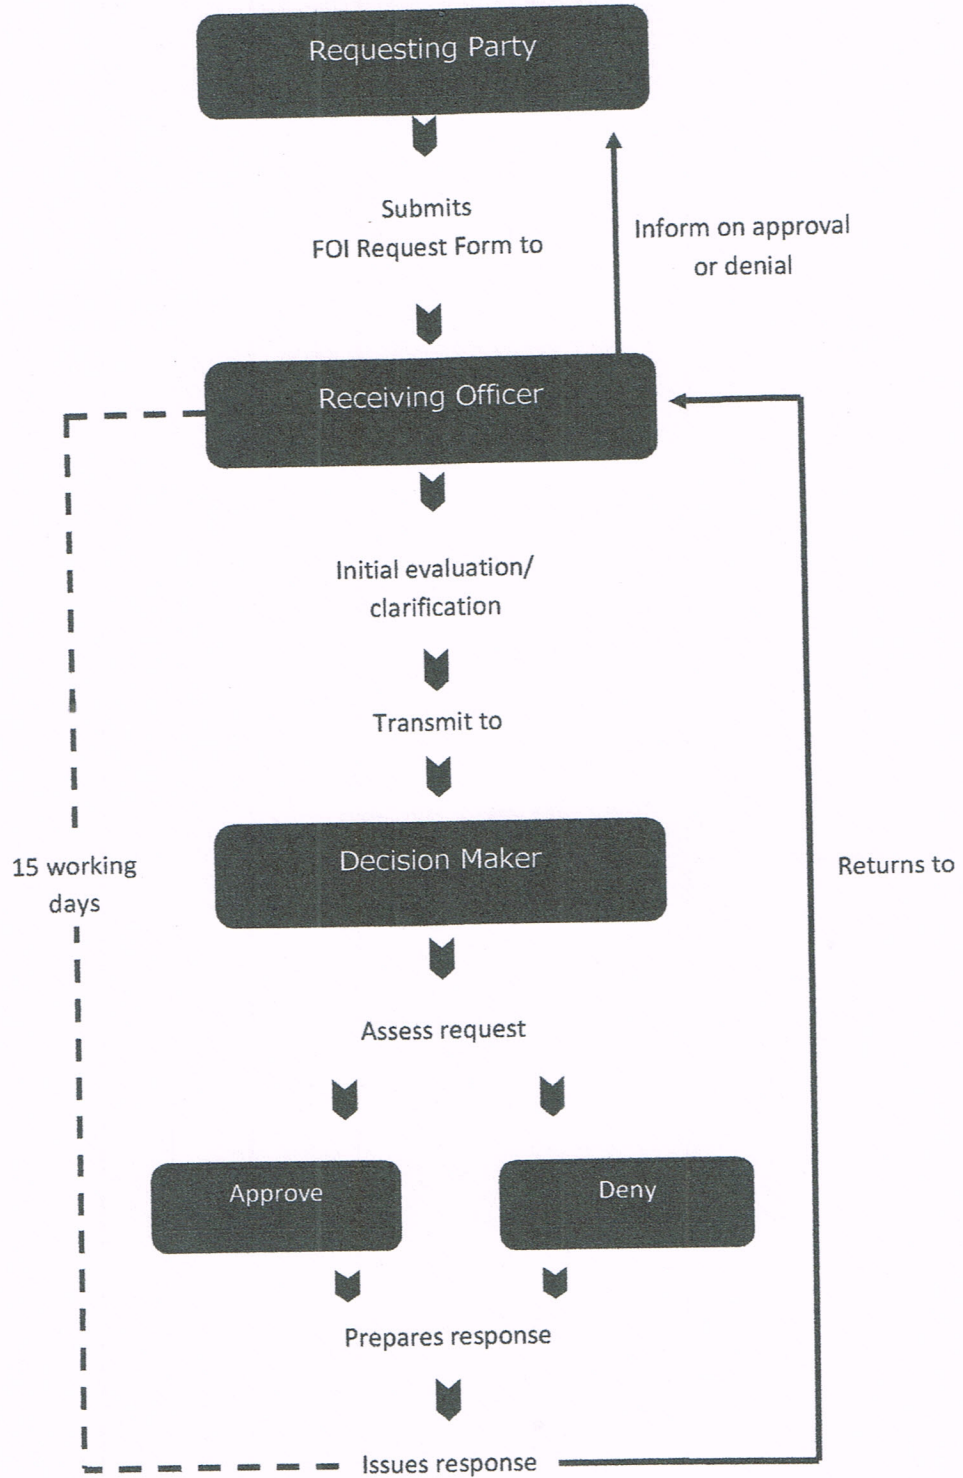 Requesting Party
Submits
FOI Request Form to
Inform on approval
or denial
Receiving Officer
Initial evaluation/
clarification
Transmit to
Decision Maker
15 working
days
Returns to
Assess request
Approve
Deny
Prepares response
Issues response